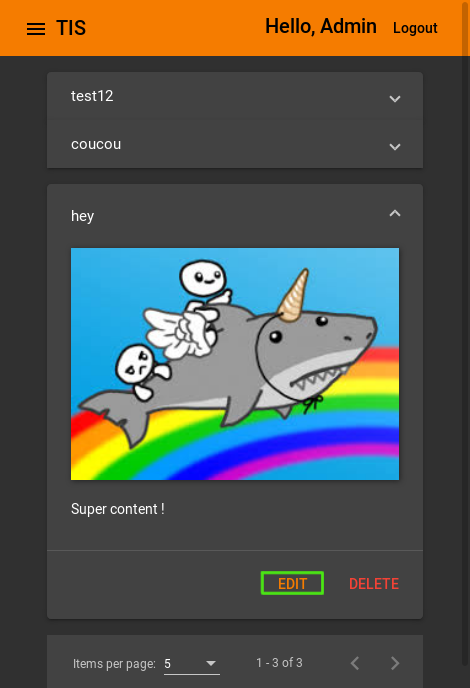 TIS
Hello, Admin
Logout
test12
coucou
hey
Super content !
EDIT
DELETE
Items per page: 5
1 - 3 of 3